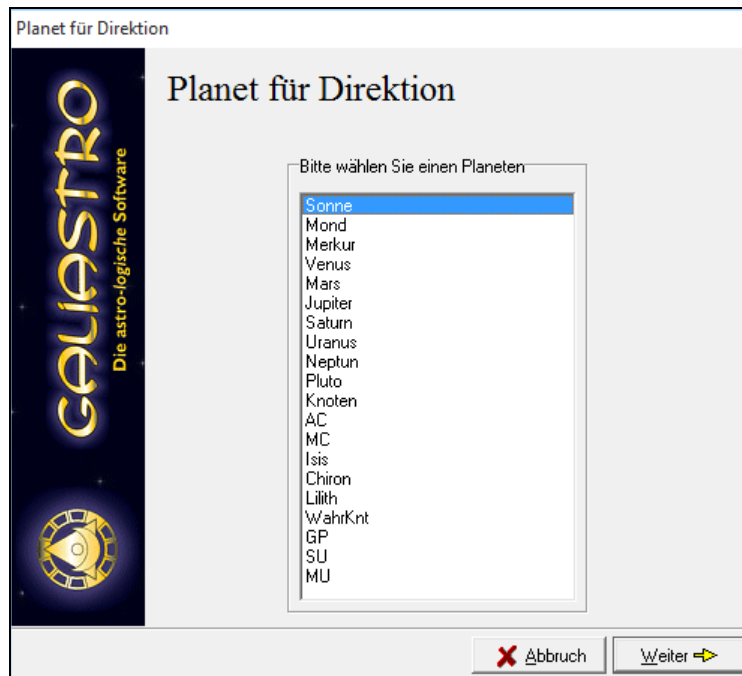 Planet für Direktion
GALIASTRO
Die astro-logische Software
Planet für Direktion
Bitte wählen Sie einen Planeten
Sonne
Mond
Merkur
Venus
Mars
Jupiter
Saturn
Uranus
Neptun
Pluto
Knoten
AC
MC
Isis
Chiron
Lilith
WahrKnt
GP
SU
MU
Abbruch
Weiter